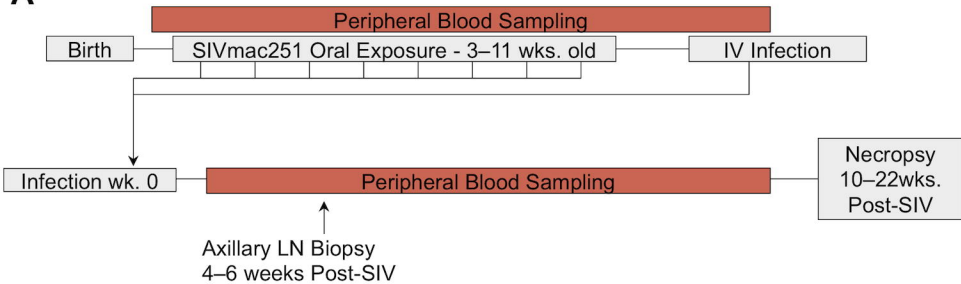 A
Peripheral Blood Sampling
Birth
SIVmac251 Oral Exposure - 3–11 wks. old
IV Infection
Infection wk. 0
Peripheral Blood Sampling
Necropsy
10–22wks.
Post-SIV
Axillary LN Biopsy
4–6 weeks Post-SIV